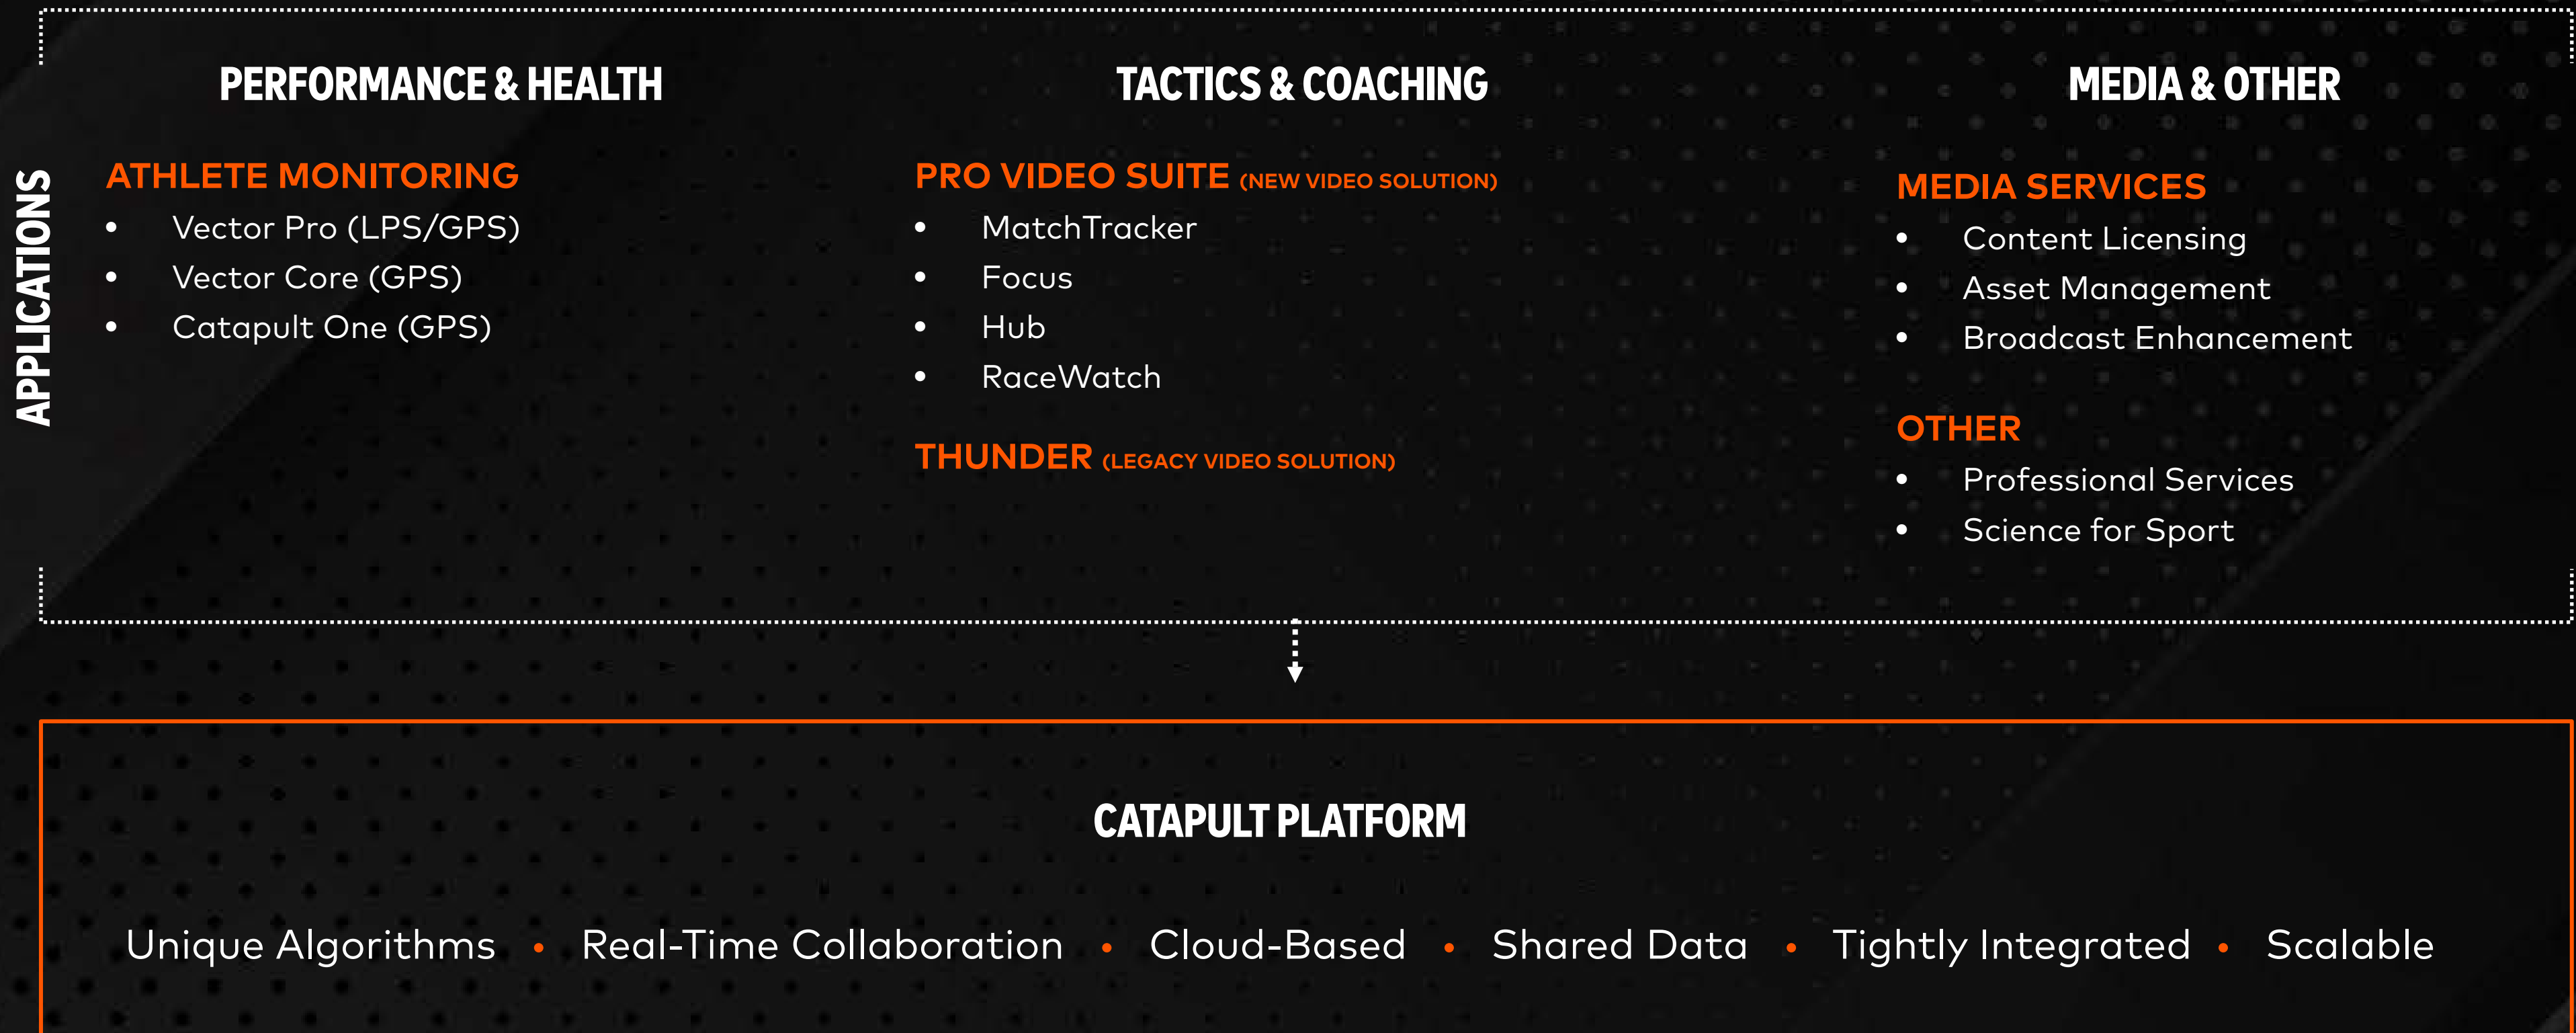 APPLICATIONS
PERFORMANCE & HEALTH
ATHLETE MONITORING
• Vector Pro (LPS/GPS)
• Vector Core (GPS)
• Catapult One (GPS)
TACTICS & COACHING
PRO VIDEO SUITE (NEW VIDEO SOLUTION)
• MatchTracker
• Focus
• Hub
• RaceWatch
THUNDER (LEGACY VIDEO SOLUTION)
MEDIA & OTHER
MEDIA SERVICES
• Content Licensing
• Asset Management
• Broadcast Enhancement
OTHER
• Professional Services
• Science for Sport
CATAPULT PLATFORM
Unique Algorithms • Real-Time Collaboration • Cloud-Based • Shared Data • Tightly Integrated • Scalable